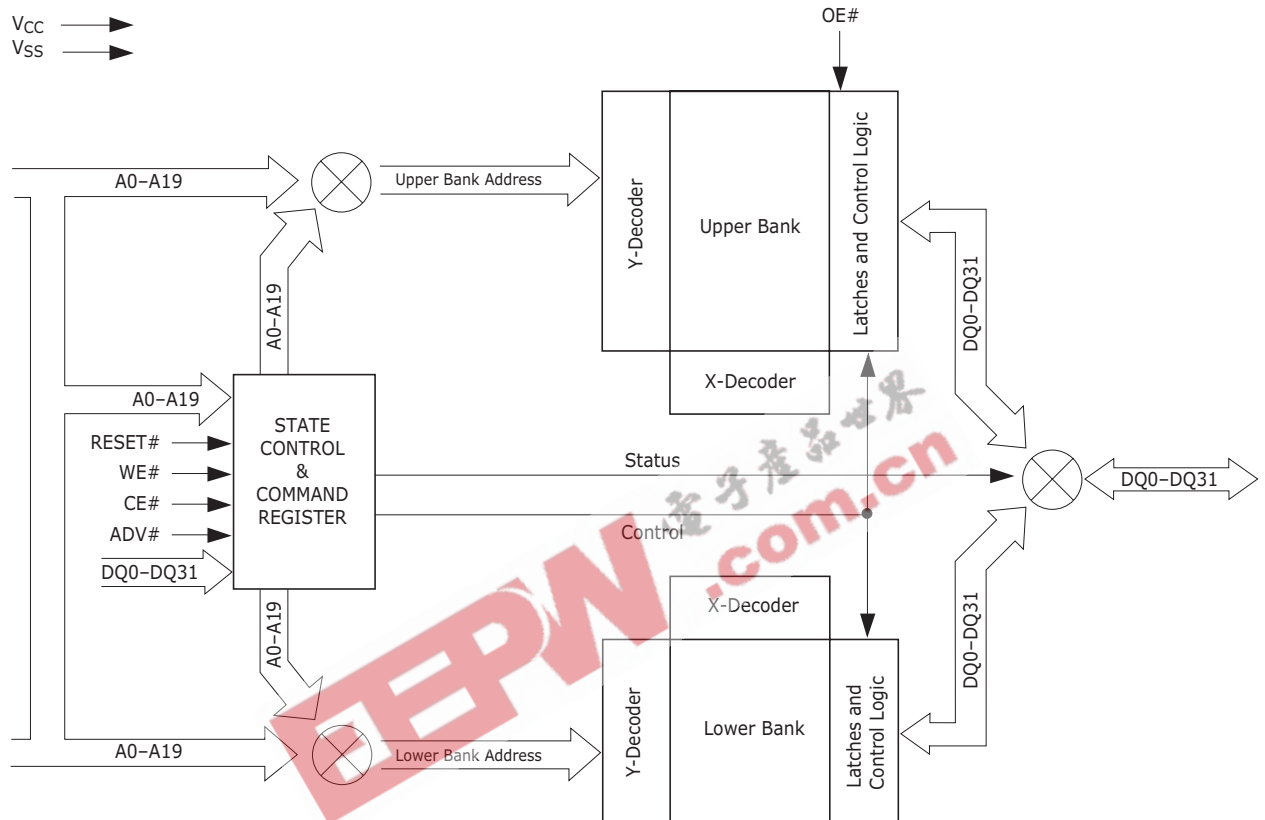 VCC
VSS
OE#
A0–A19
Upper Bank Address
Y-Decoder
Upper Bank
Latches and Control Logic
X-Decoder
DQ0–DQ31
A0–A19
A0–A19
RESET#
WE#
CE#
ADV#
DQ0–DQ31
STATE
CONTROL
&
COMMAND
REGISTER
Status
Control
DQ0–DQ31
電子產品世界
EEPW
.com.cn
A0–A19
X-Decoder
Y-Decoder
Lower Bank
Latches and
Control Logic
DQ0–DQ31
A0–A19
Lower Bank Address